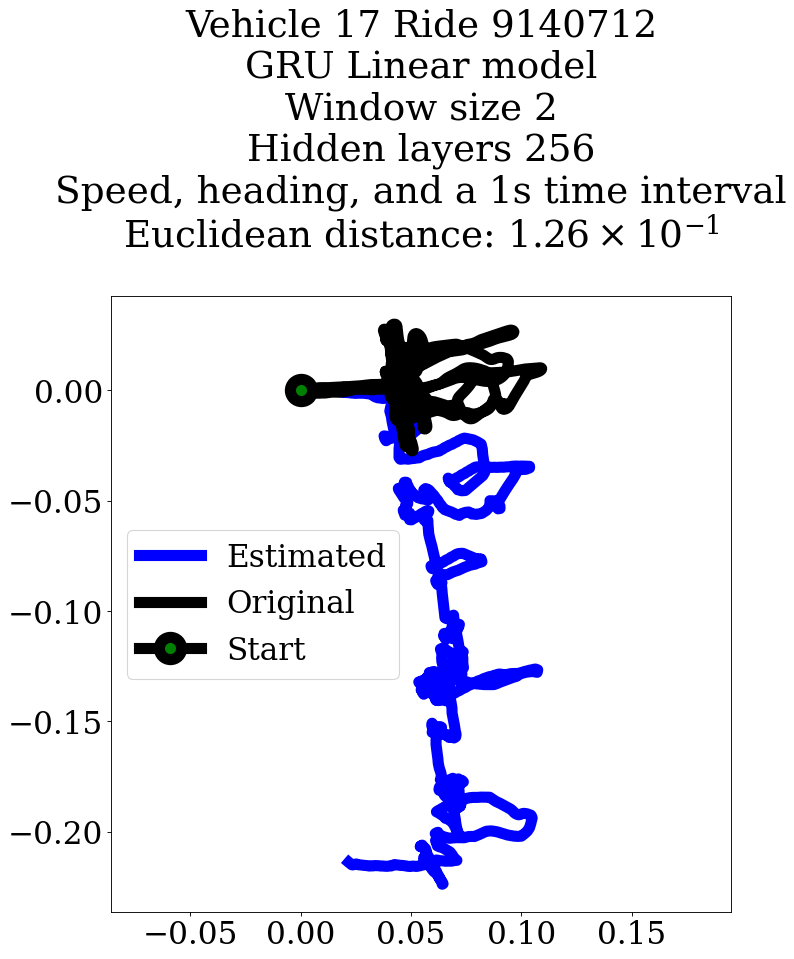 Vehicle 17 Ride 9140712
GRU Linear model
Window size 2
Hidden layers 256
Speed, heading, and a 1s time interval
Euclidean distance: 1.26 × 10⁻¹
0.00
−0.05
−0.10
−0.15
−0.20
Estimated
Original
Start
−0.05 0.00 0.05 0.10 0.15